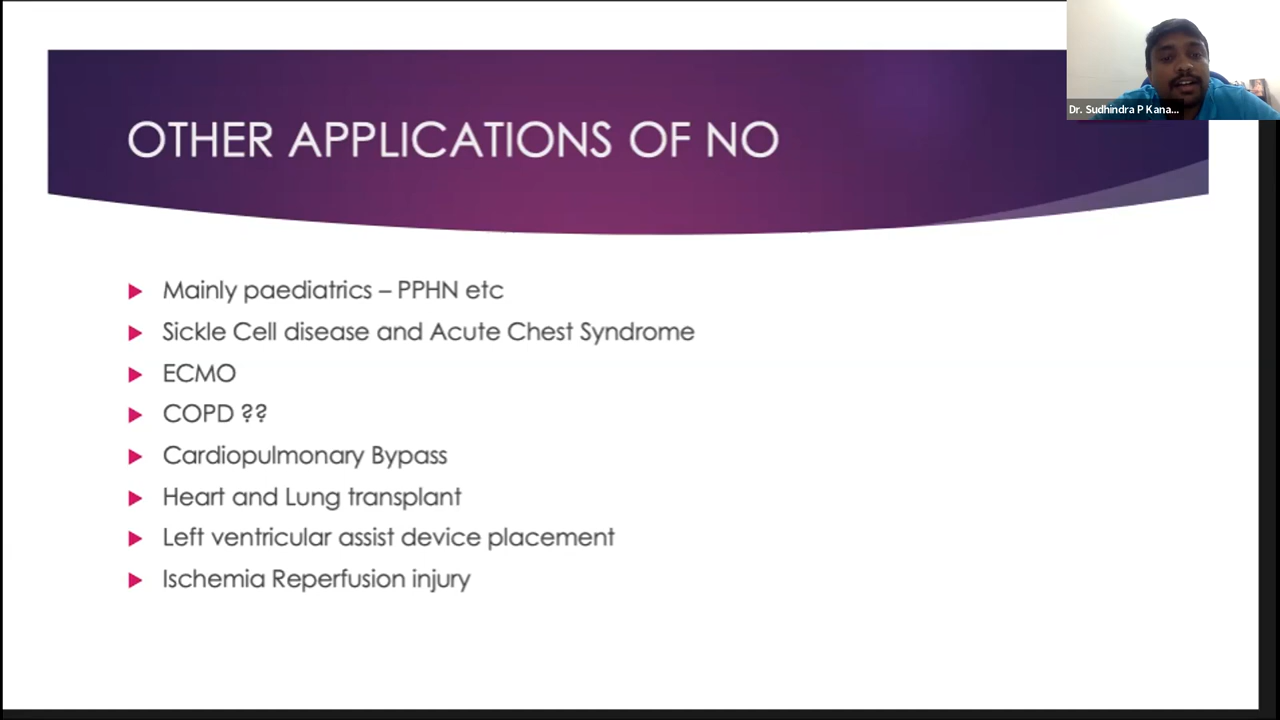 Dr. Sudhindra P Kana...
OTHER APPLICATIONS OF NO
Mainly paediatrics – PPHN etc
Sickle Cell disease and Acute Chest Syndrome
ECMO
COPD ??
Cardiopulmonary Bypass
Heart and Lung transplant
Left ventricular assist device placement
Ischemia Reperfusion injury